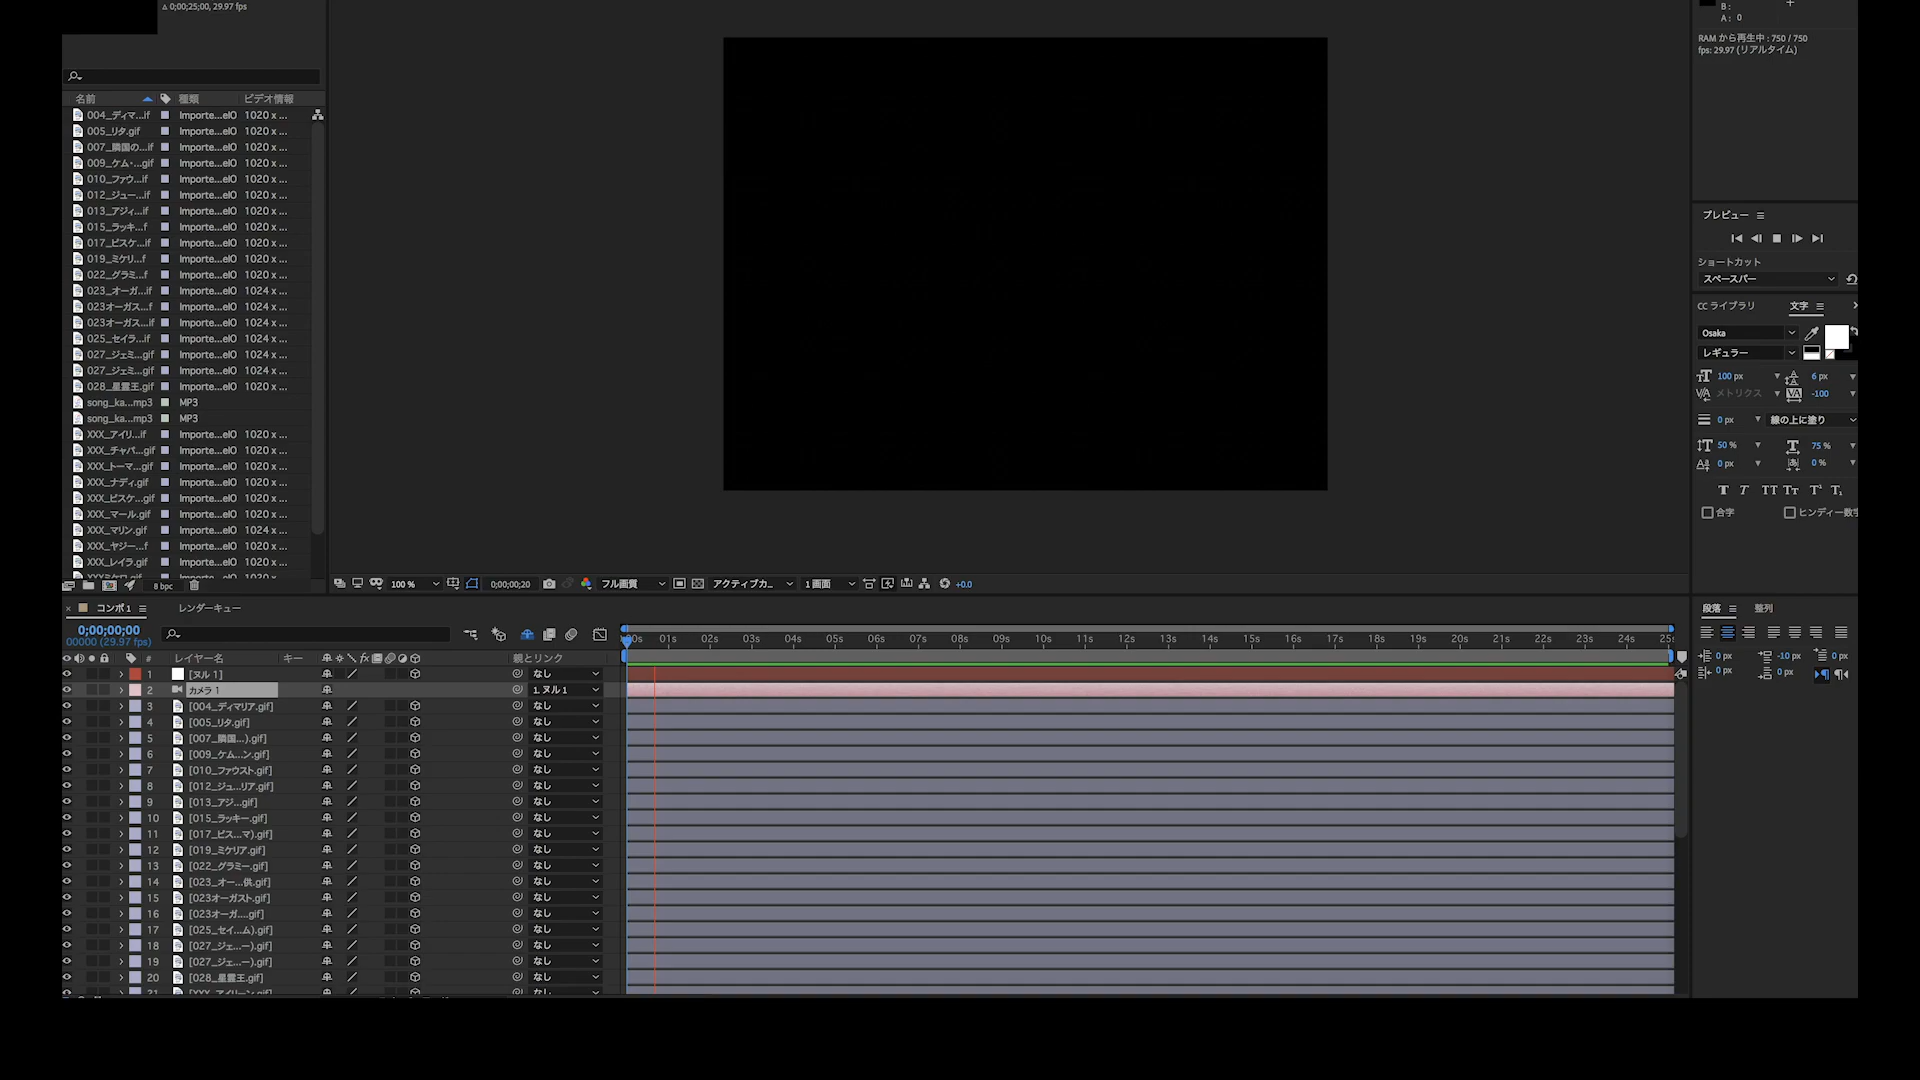 Δ 0;00;25;00, 29.97 fps
名前 種類 ビデオ情報
004_ディマ...if Importe...elO 1020 x ...
005_リタ.gif Importe...elO 1020 x ...
007_隣国の...if Importe...elO 1020 x ...
009_ケム・...gif Importe...elO 1020 x ...
010_ファウ...if Importe...elO 1020 x ...
012_ジュー...if Importe...elO 1020 x ...
013_アジィ...if Importe...elO 1020 x ...
015_ラッキ...f Importe...elO 1020 x ...
017_ビスケ...if Importe...elO 1020 x ...
019_ミケリ...f Importe...elO 1020 x ...
022_グラミ...f Importe...elO 1020 x ...
023_オーガ...if Importe...elO 1024 x ...
023オーガス...f Importe...elO 1024 x ...
023オーガス...if Importe...elO 1024 x ...
025_セイラ...if Importe...elO 1024 x ...
027_ジェミ...gif Importe...elO 1024 x ...
027_ジェミ...gif Importe...elO 1024 x ...
028_星霊王.gif Importe...elO 1020 x ...
song_ka...mp3 MP3
song_ka...mp3 MP3
XXX_アイリ...if Importe...elO 1020 x ...
XXX_チャパ...gif Importe...elO 1020 x ...
XXX_トーマ...gif Importe...elO 1020 x ...
XXX_ナディ.gif Importe...elO 1020 x ...
XXX_ビスケ...gif Importe...elO 1020 x ...
XXX_マール.gif Importe...elO 1020 x ...
XXX_マリン.gif Importe...elO 1024 x ...
XXX_ヤジー...f Importe...elO 1020 x ...
XXX_レイラ.gif Importe...elO 1020 x ...
8 bpc
100 % 0;00;00;20 フル画質 アクティブカ... 1 画面 +0.0
B :
A : 0
RAM から再生中 : 750 / 750
fps: 29.97 (リアルタイム)
プレビュー
ショートカット
スペースバー
CC ライブラリ 文字
Osaka
レギュラー
100 px 6 px
メトリクス -100
0 px 線の上に塗り
50 % 75 %
0 px 0 %
T T TT Tт T¹ T₁
合字 ヒンディー数字
コンポ 1 レンダーキュー
0;00;00;00
00000 (29.97 fps)
00s 01s 02s 03s 04s 05s 06s 07s 08s 09s 10s 11s 12s 13s 14s 15s 16s 17s 18s 19s 20s 21s 22s 23s 24s 25s
# レイヤー名 キー fx 親とリンク
1 [ヌル 1] なし
2 カメラ 1 1. ヌル 1
3 [004_ディマリア.gif] なし
4 [005_リタ.gif] なし
5 [007_隣国...).gif] なし
6 [009_ケム...ン.gif] なし
7 [010_ファウスト.gif] なし
8 [012_ジュ...リア.gif] なし
9 [013_アジ...gif] なし
10 [015_ラッキー.gif] なし
11 [017_ビス...マ).gif] なし
12 [019_ミケリア.gif] なし
13 [022_グラミー.gif] なし
14 [023_オー...供.gif] なし
15 [023オーガスト.gif] なし
16 [023オーガ....gif] なし
17 [025_セイ...ム).gif] なし
18 [027_ジェ...ー).gif] なし
19 [027_ジェ...ー).gif] なし
20 [028_星霊王.gif] なし
段落 整列
0 px -10 px 0 px
0 px 0 px